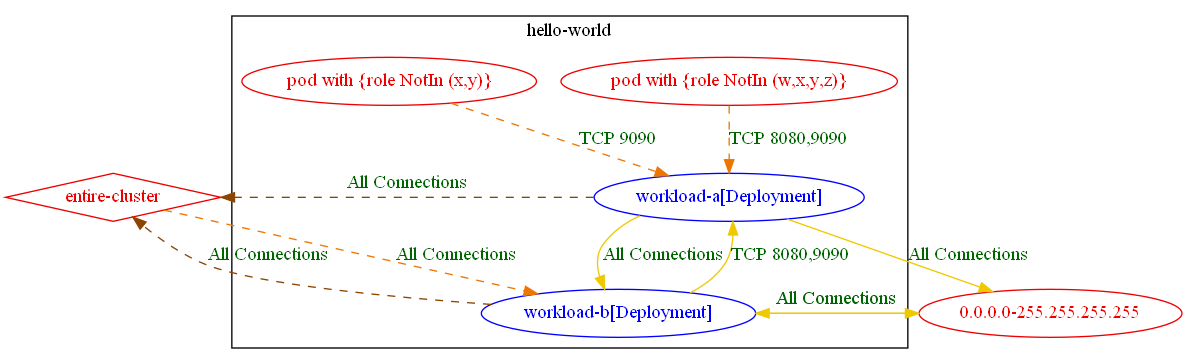 hello-world
pod with {role NotIn (x,y)}
pod with {role NotIn (w,x,y,z)}
TCP 9090
TCP 8080,9090
All Connections
entire-cluster
workload-a[Deployment]
All Connections
All Connections
All Connections
TCP 8080,9090
All Connections
All Connections
workload-b[Deployment]
0.0.0.0-255.255.255.255